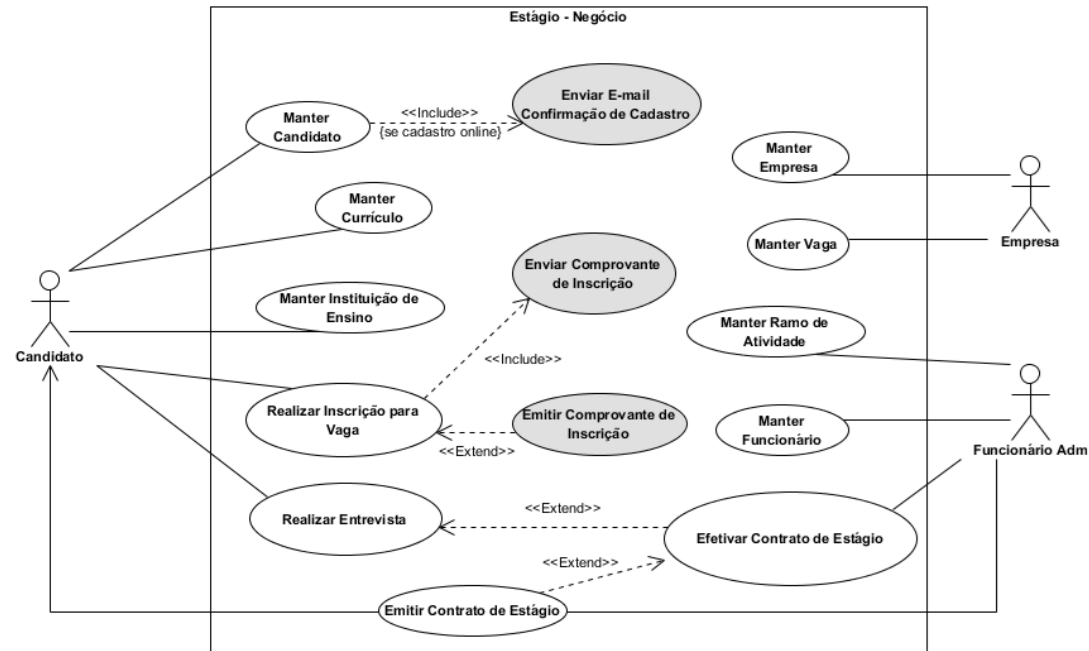 Estágio - Negócio
Enviar E-mail
Confirmação de Cadastro
<<Include>>
{se cadastro online}
Manter
Candidato
Manter
Empresa
Empresa
Manter
Currículo
Manter Vaga
Enviar Comprovante
de Inscrição
Manter Instituição de
Ensino
Candidato
Manter Ramo de
Atividade
<<Include>>
Realizar Inscrição para
Vaga
Emitir Comprovante de
Inscrição
<<Extend>>
Manter
Funcionário
Funcionário Adm
Realizar Entrevista
<<Extend>>
Efetivar Contrato de Estágio
<<Extend>>
Emitir Contrato de Estágio